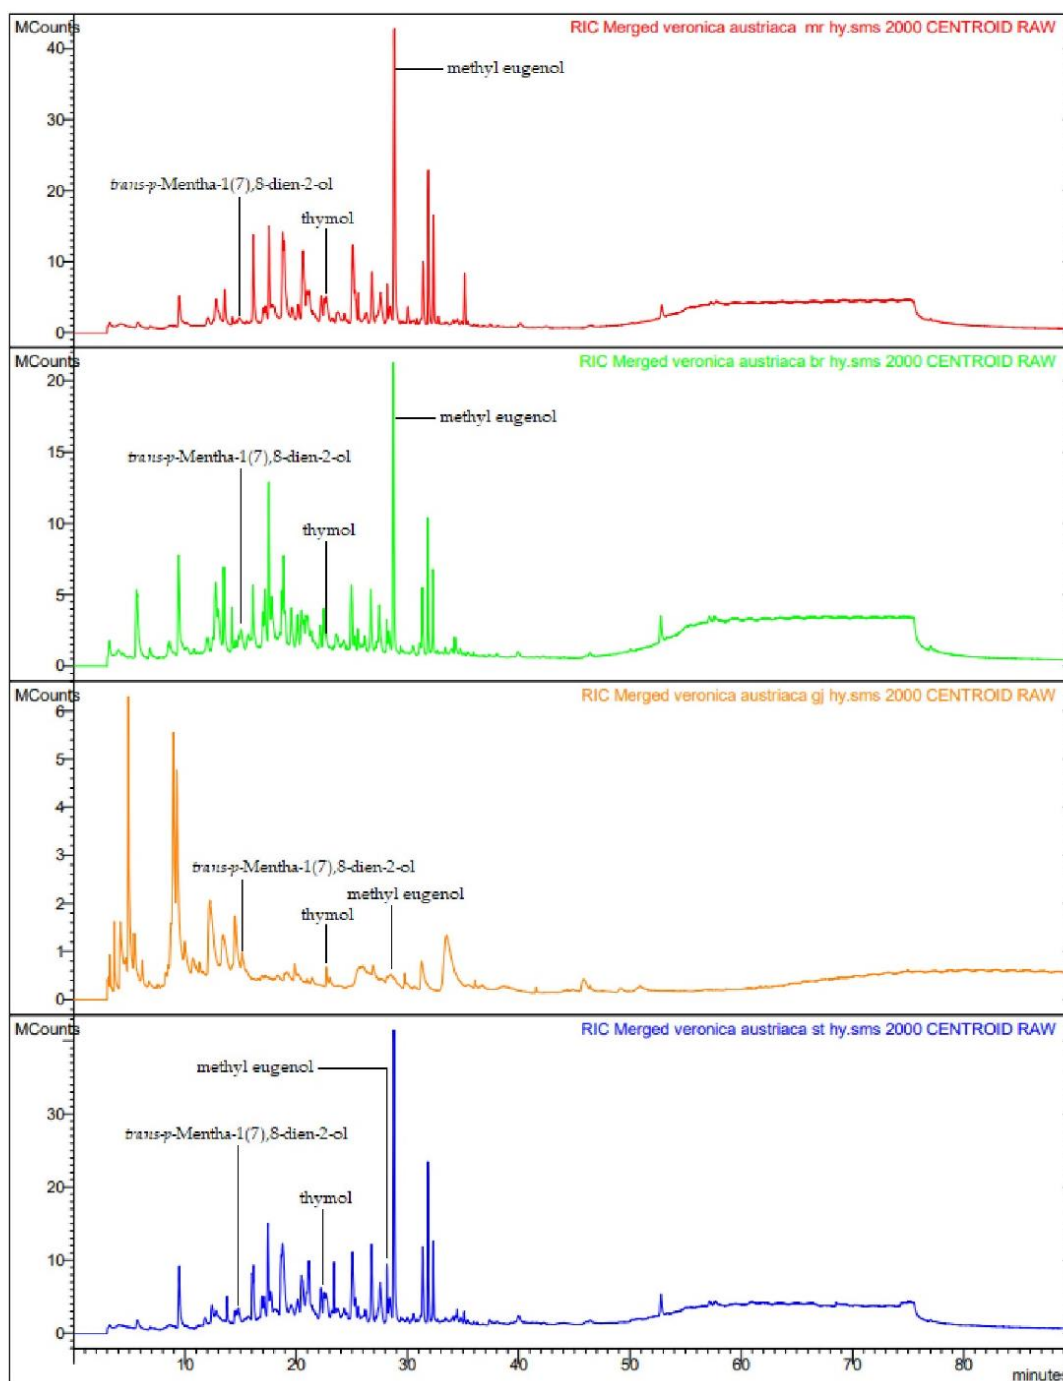 MCounts
RIC Merged veronica austriaca mr hy.sms 2000 CENTROID RAW
40
methyl eugenol
30
trans-p-Mentha-1(7),8-dien-2-ol
20
thymol
10
0
MCounts
RIC Merged veronica austriaca br hy.sms 2000 CENTROID RAW
20
methyl eugenol
15
trans-p-Mentha-1(7),8-dien-2-ol
10
thymol
5
0
MCounts
RIC Merged veronica austriaca gj hy.sms 2000 CENTROID RAW
6
5
4
3
trans-p-Mentha-1(7),8-dien-2-ol
methyl eugenol
2
thymol
1
0
MCounts
RIC Merged veronica austriaca st hy.sms 2000 CENTROID RAW
methyl eugenol
30
trans-p-Mentha-1(7),8-dien-2-ol
20
thymol
10
0
10 20 30 40 50 60 70 80
minutes